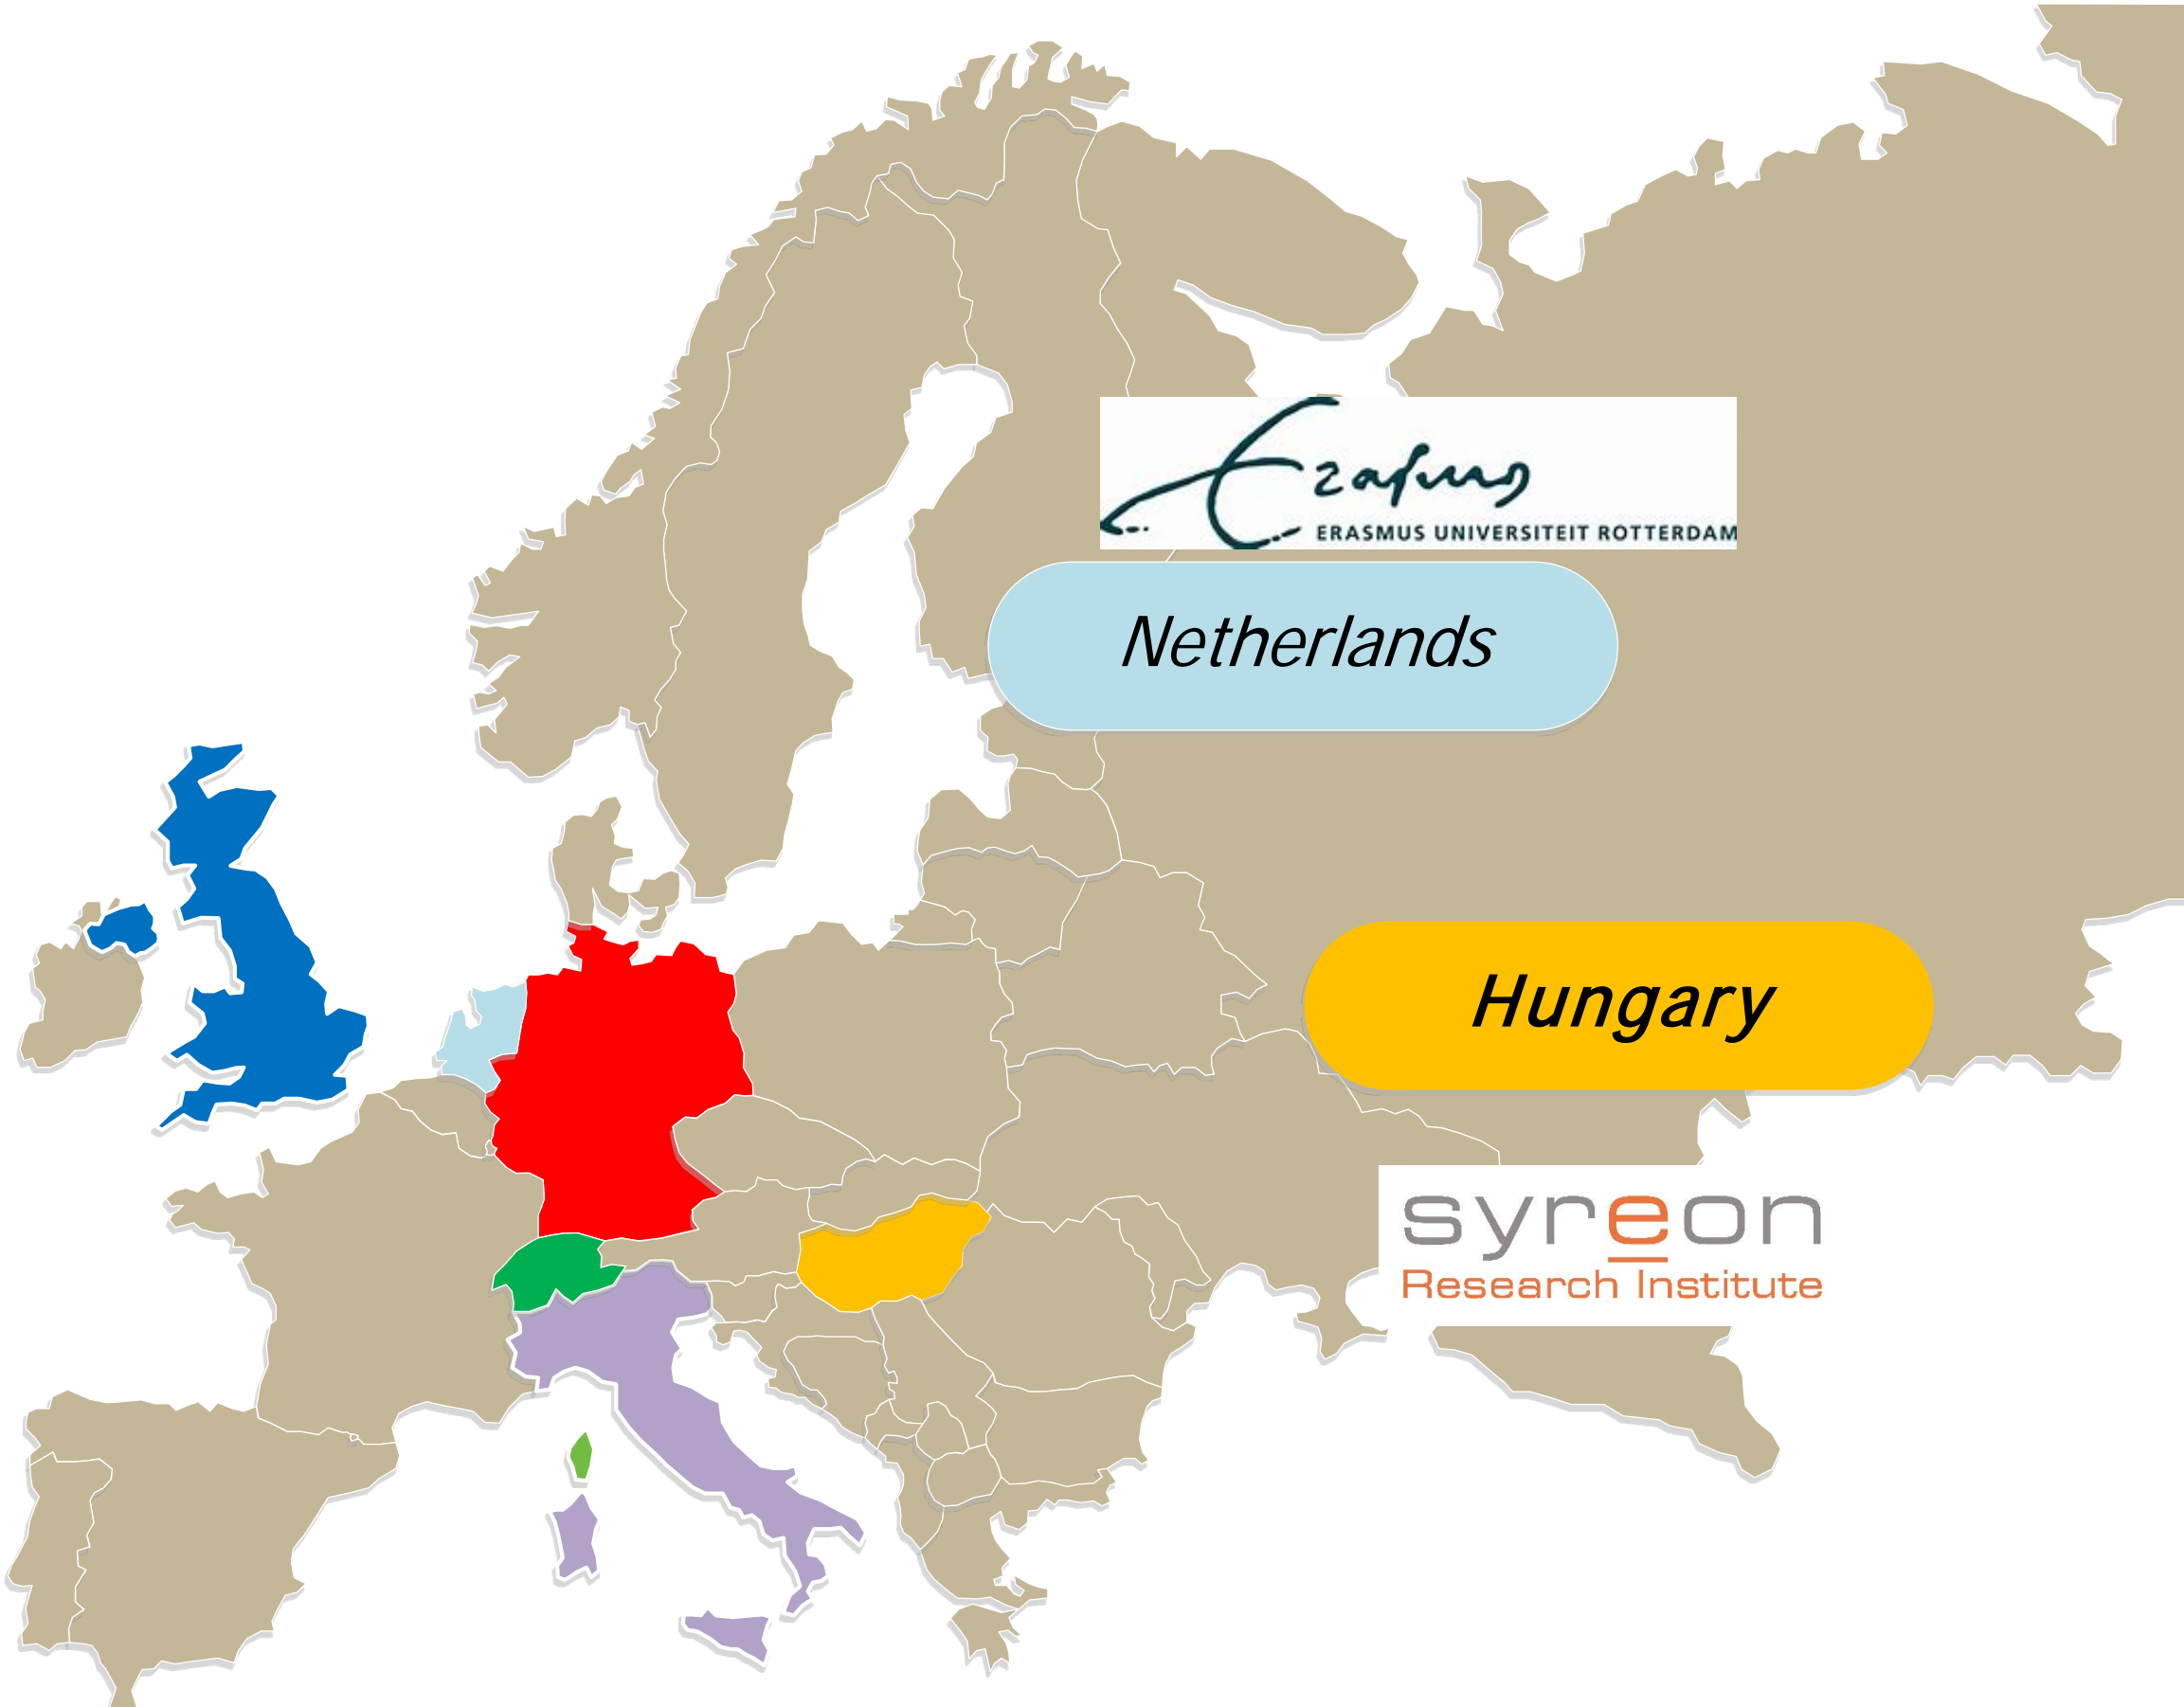 Erasmus
ERASMUS UNIVERSITEIT ROTTERDAM
Netherlands
Hungary
syreon
Research Institute